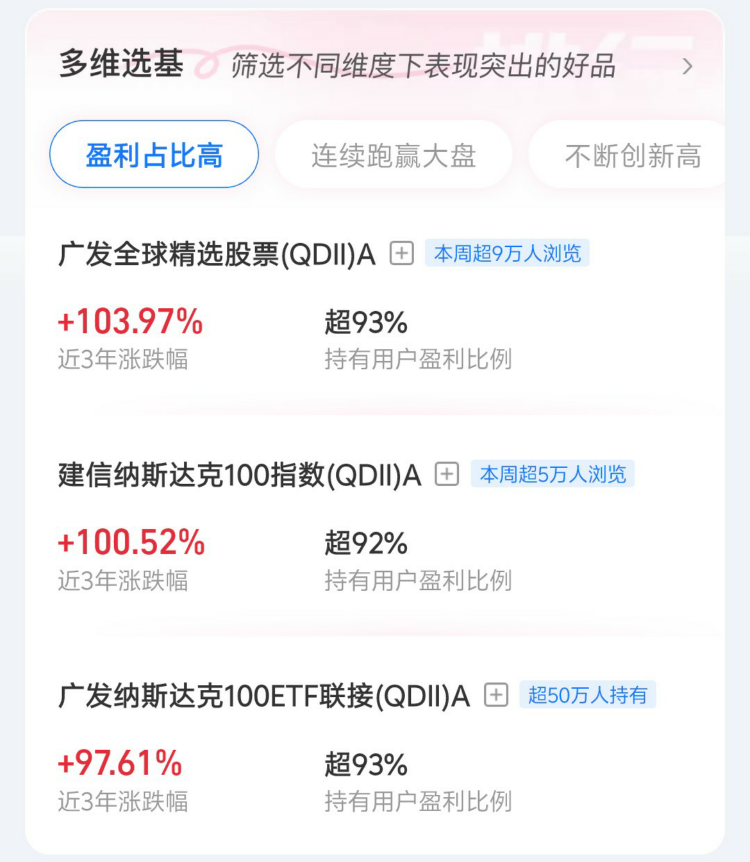 多维选基 筛选不同维度下表现突出的好品
盈利占比高 连续跑赢大盘 不断创新高
广发全球精选股票(QDII)A 本周超9万人浏览
+103.97% 超93%
近3年涨跌幅 持有用户盈利比例
建信纳斯达克100指数(QDII)A 本周超5万人浏览
+100.52% 超92%
近3年涨跌幅 持有用户盈利比例
广发纳斯达克100ETF联接(QDII)A 超50万人持有
+97.61% 超93%
近3年涨跌幅 持有用户盈利比例